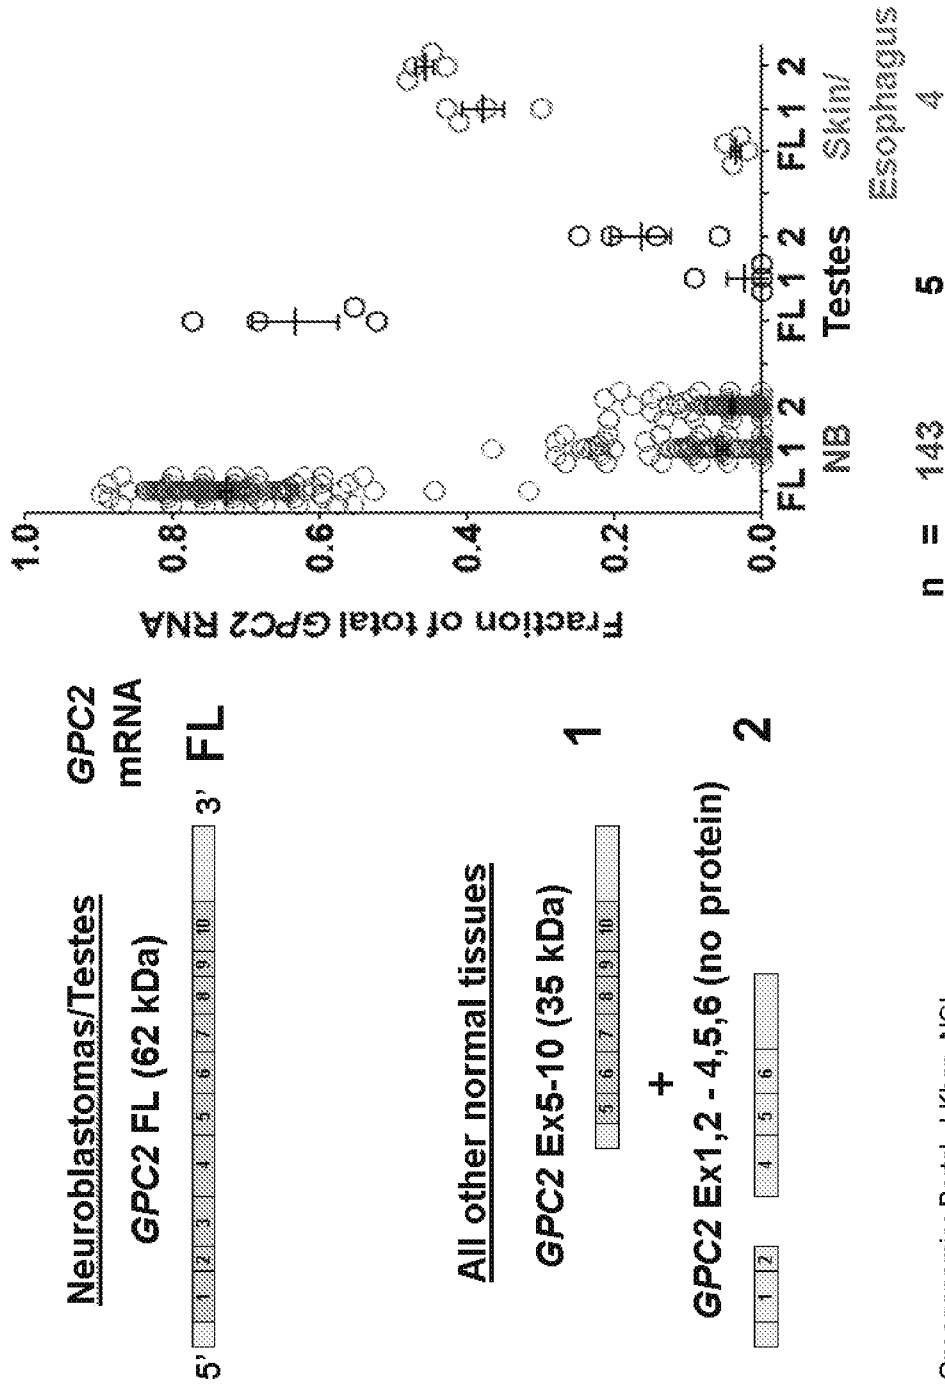 Neuroblastomas/Testes
GPC2 FL (62 kDa)
GPC2
mRNA
5' 1 2 3 4 5 6 7 8 9 10 3'
FL
All other normal tissues
GPC2 Ex5-10 (35 kDa)
5 6 7 8 9 10
1
+
GPC2 Ex1,2 - 4,5,6 (no protein)
1 2 4 5 6
2
Fraction of total GPC2 RNA
1.0
0.8
0.6
0.4
0.2
0.0
FL 1 2 FL 1 2 FL 1 2
NB Testes Skin/
Esophagus
n = 143 5 4